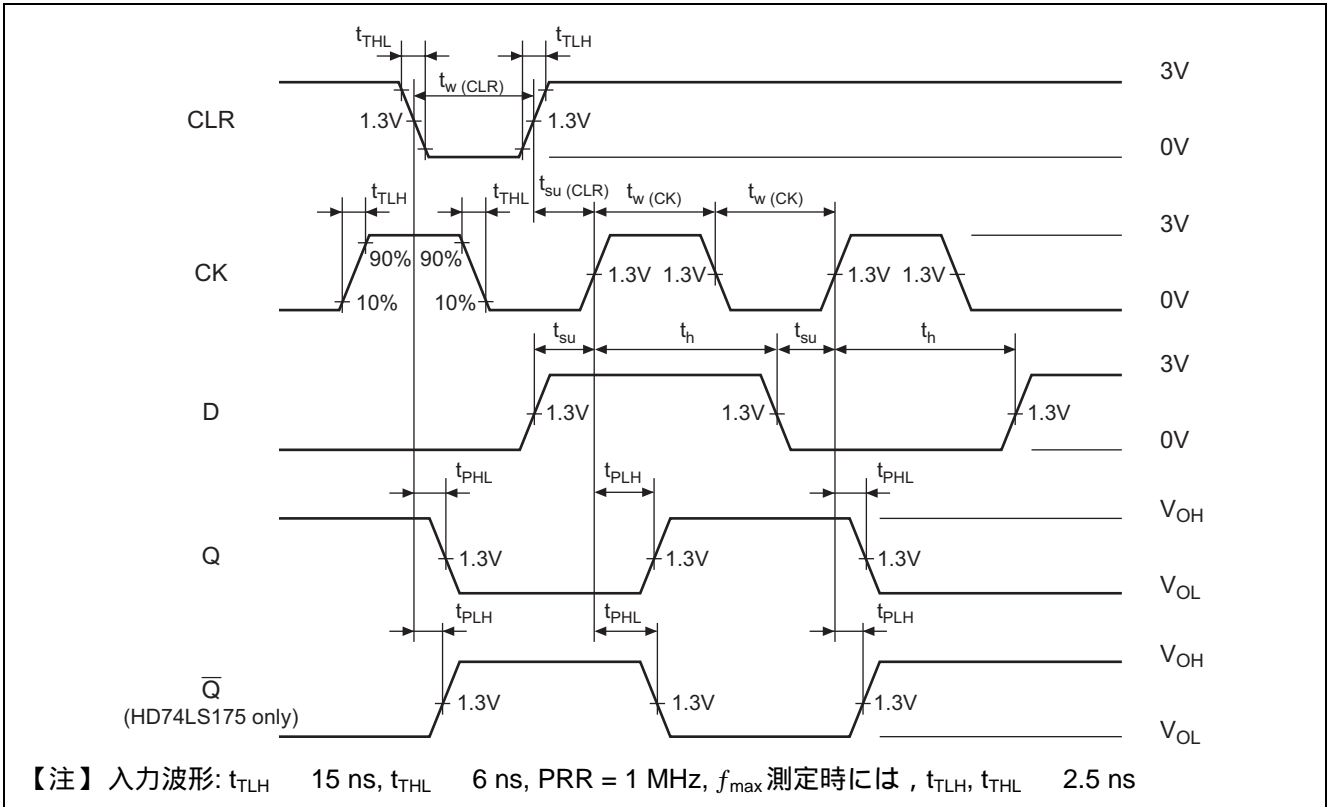 tTHL tTLH
tw (CLR) 3V
CLR 1.3V 1.3V
0V
tTLH tTHL tsu (CLR) tw (CK) tw (CK)
3V
90% 90%
CK 1.3V 1.3V 1.3V 1.3V
10% 10% 0V
tsu th tsu th
3V
D 1.3V 1.3V 1.3V
0V
tPHL tPLH tPHL
VOH
Q 1.3V 1.3V 1.3V
VOL
tPLH tPHL tPLH
VOH
Q̅ 1.3V 1.3V 1.3V
(HD74LS175 only)
VOL
【注】入力波形: tTLH 15 ns, tTHL 6 ns, PRR = 1 MHz, fmax 測定時には , tTLH, tTHL 2.5 ns